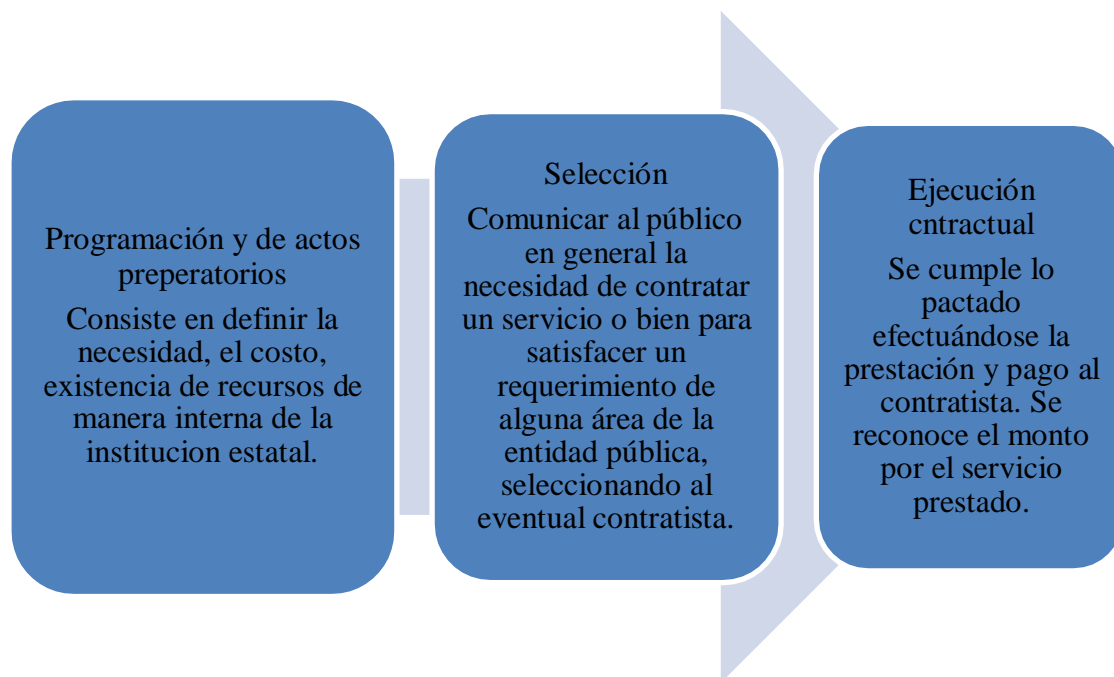 Programación y de actos
preperatorios
Consiste en definir la
necesidad, el costo,
existencia de recursos de
manera interna de la
institucion estatal.
Selección
Comunicar al público
en general la
necesidad de contratar
un servicio o bien para
satisfacer un
requerimiento de
alguna área de la
entidad pública,
seleccionando al
eventual contratista.
Ejecución
cntractual
Se cumple lo
pactado
efectuándose la
prestación y pago al
contratista. Se
reconoce el monto
por el servicio
prestado.